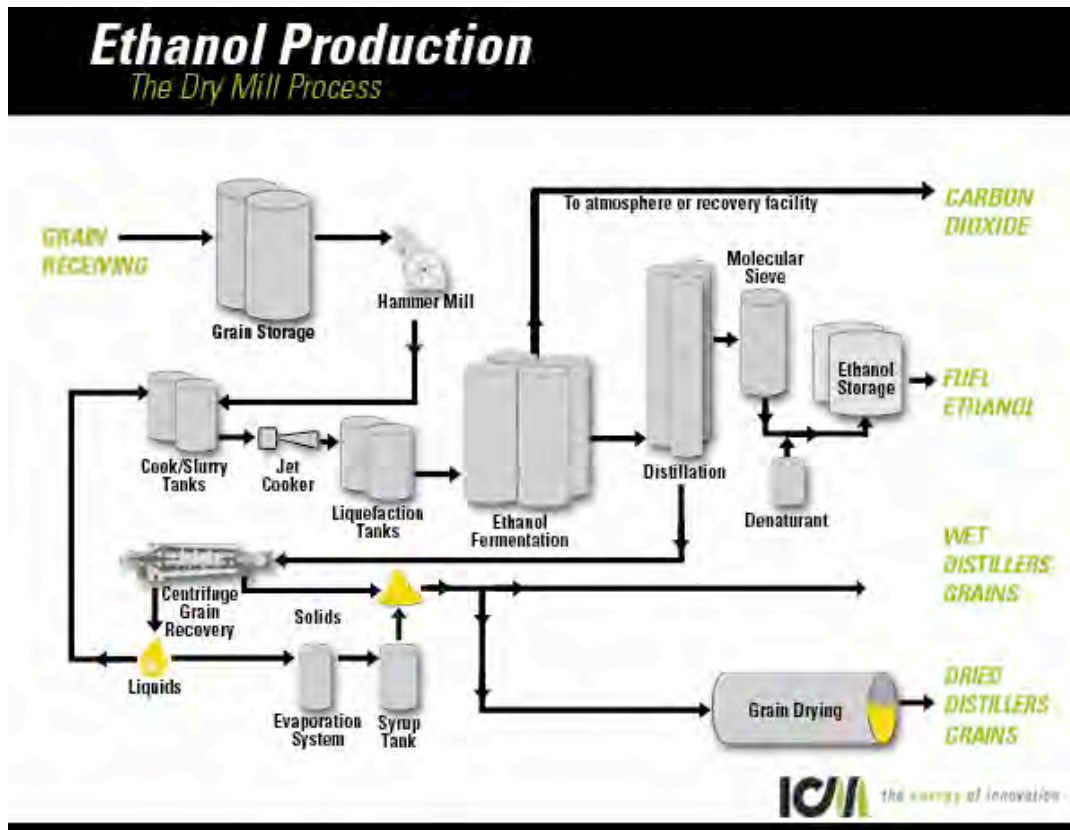 Ethanol Production
The Dry Mill Process
To atmosphere or recovery facility
CARBON
DIOXIDE
GRAIN
RECEIVING
Grain Storage
Hammer Mill
Molecular
Sieve
Ethanol
Storage
FUEL
ETHANOL
Cook/Slurry
Tanks
Jet
Cooker
Liquefaction
Tanks
Ethanol
Fermentation
Distillation
Denaturant
WET
DISTILLERS
GRAINS
Centrifuge
Grain
Recovery
Solids
Liquids
Evaporation
System
Syrup
Tank
Grain Drying
DRIED
DISTILLERS
GRAINS
ICM
the energy of innovation